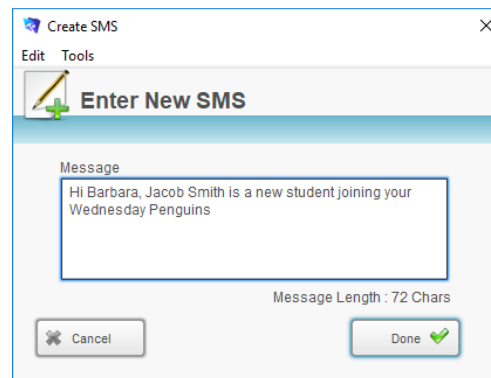 Create SMS
Edit Tools
Enter New SMS
Message
Hi Barbara, Jacob Smith is a new student joining your
Wednesday Penguins
Message Length : 72 Chars
Cancel
Done